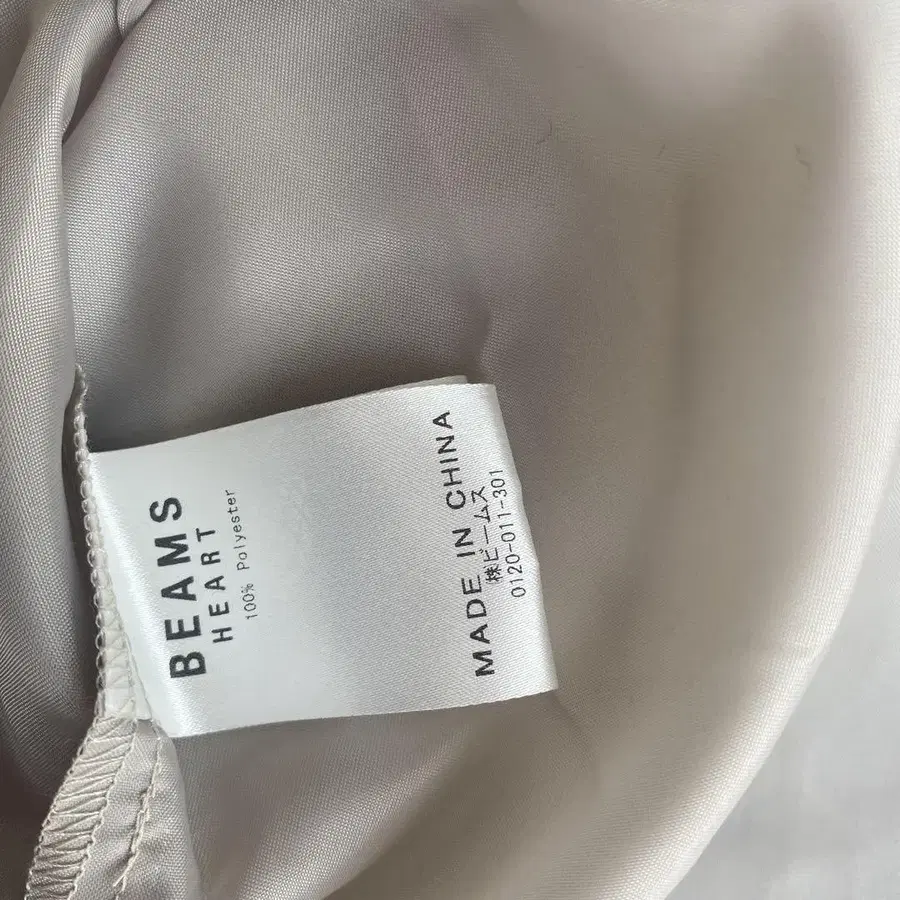 BEAMS
HEART
100% Polyester
MADE IN CHINA
㈱ビームス
0120-011-301